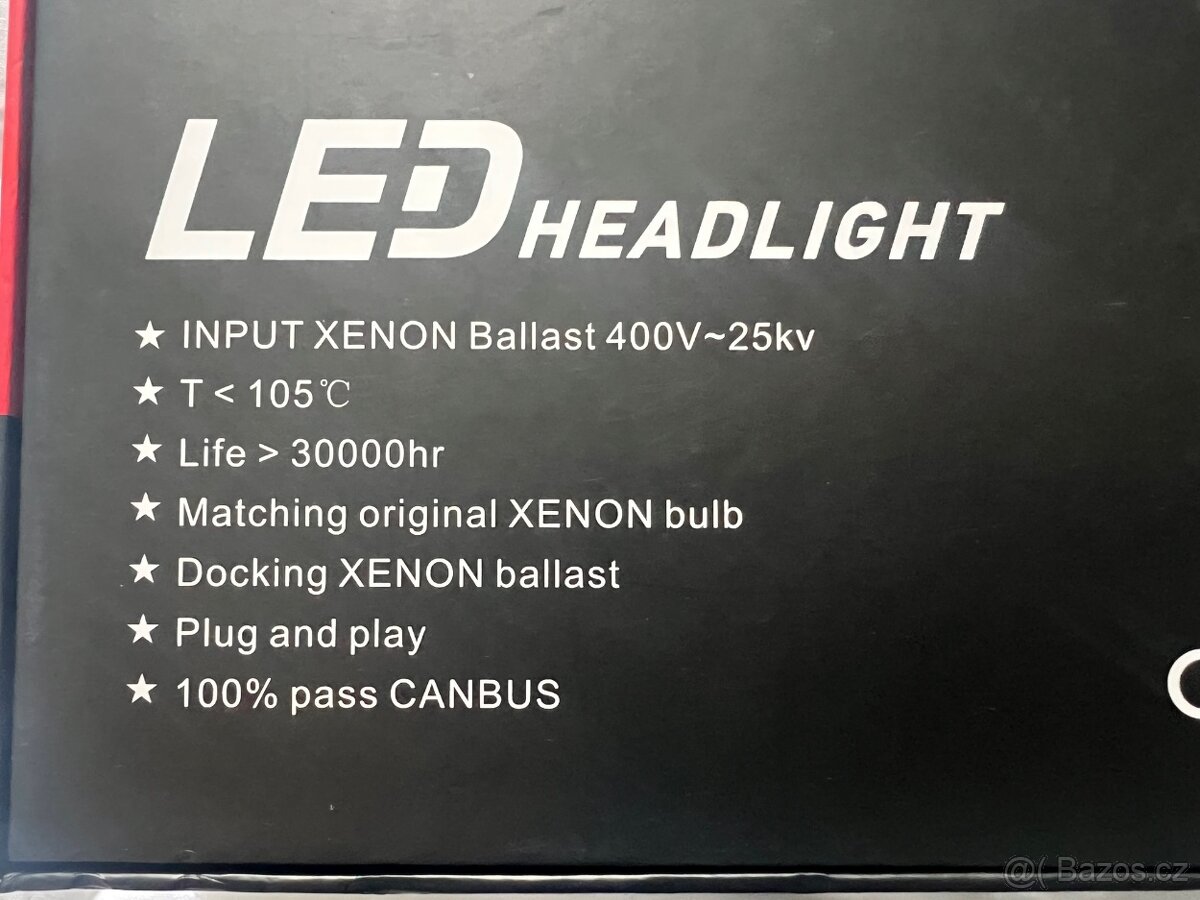 LED HEADLIGHT
★ INPUT XENON Ballast 400V~25kv
★ T < 105℃
★ Life > 30000hr
★ Matching original XENON bulb
★ Docking XENON ballast
★ Plug and play
★ 100% pass CANBUS
@( Bazos.cz